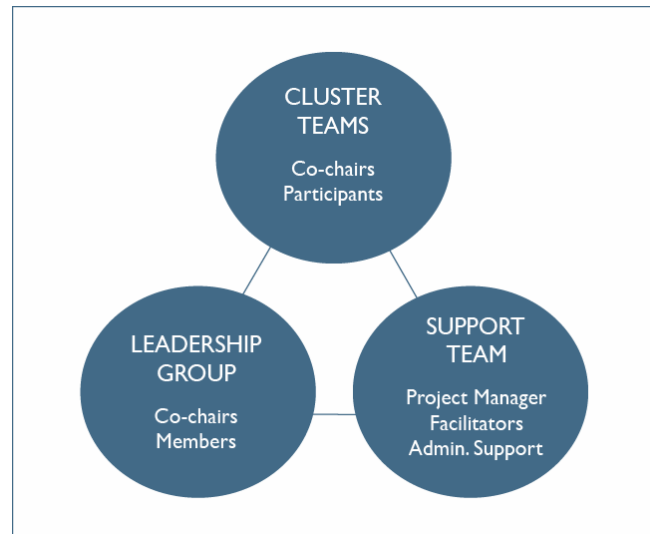 CLUSTER
TEAMS
Co-chairs
Participants
LEADERSHIP
GROUP
Co-chairs
Members
SUPPORT
TEAM
Project Manager
Facilitators
Admin. Support